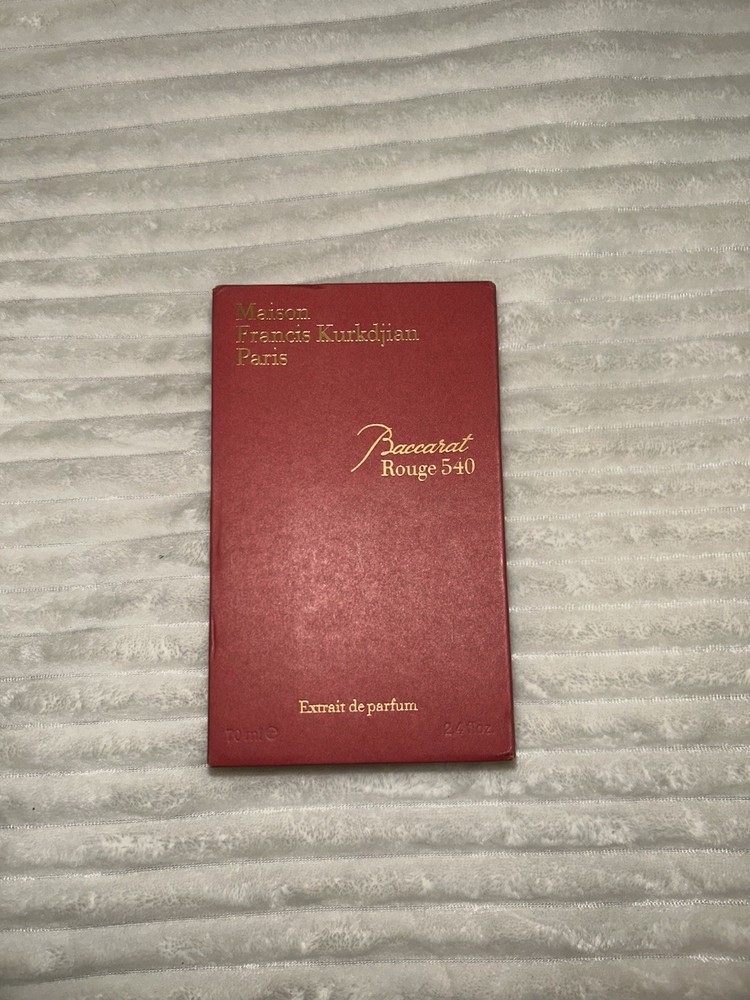 Maison
Francis Kurkdjian
Paris
Baccarat
Rouge 540
Extrait de parfum
70 ml ℮ 2.4 fl oz.